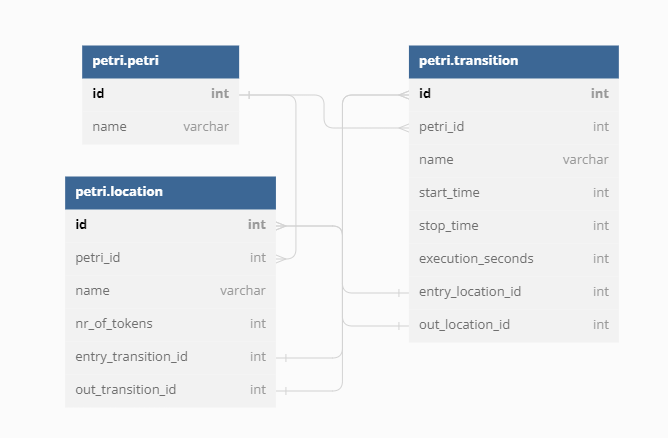 petri.petri
id int
name varchar
petri.location
id int
petri_id int
name varchar
nr_of_tokens int
entry_transition_id int
out_transition_id int
petri.transition
id int
petri_id int
name varchar
start_time int
stop_time int
execution_seconds int
entry_location_id int
out_location_id int